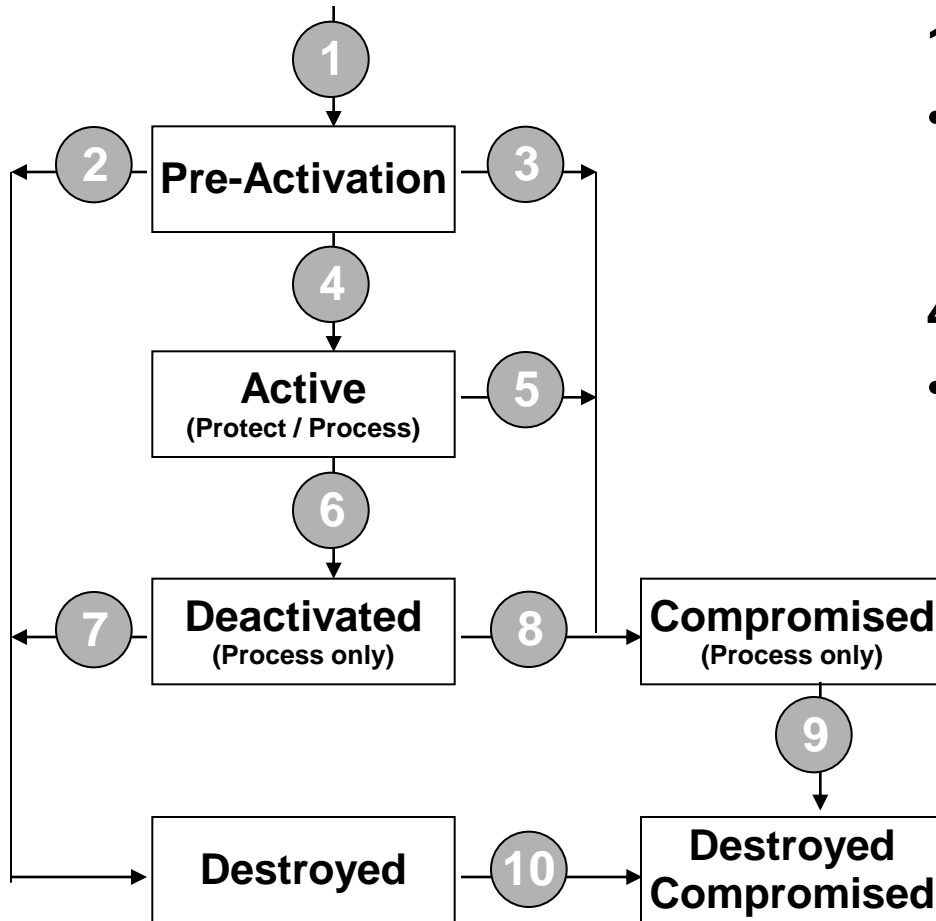 1
2
Pre-Activation
3
4
Active
(Protect / Process)
5
6
7
Deactivated
(Process only)
8
Compromised
(Process only)
9
Destroyed
10
Destroyed
Compromised